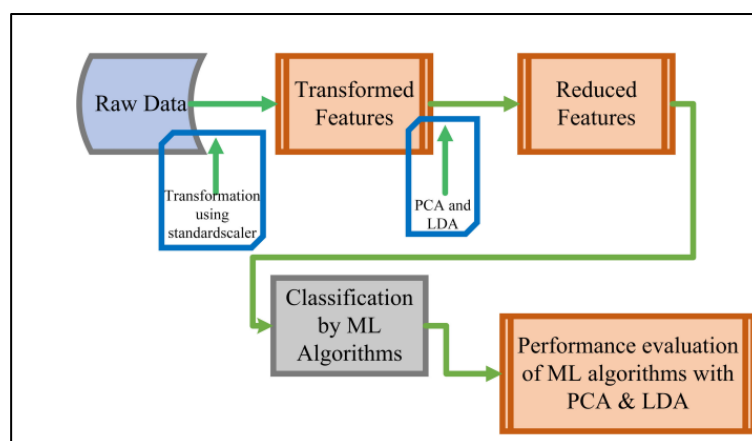 Raw Data
Transformed
Features
Reduced
Features
Transformation
using
standardscaler
PCA and
LDA
Classification
by ML
Algorithms
Performance evaluation
of ML algorithms with
PCA & LDA